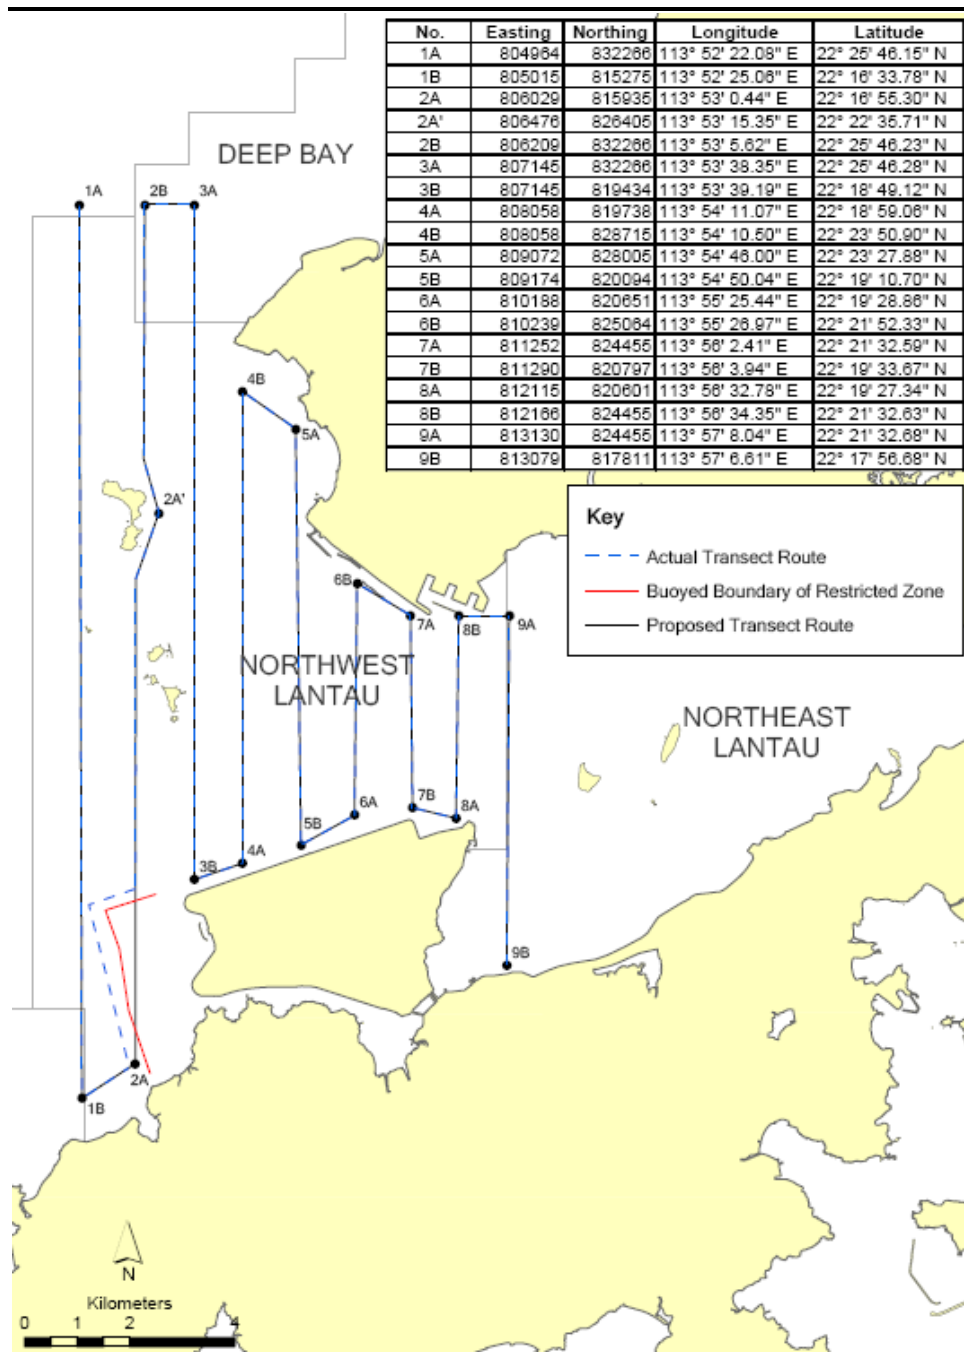 No. Easting Northing Longitude Latitude
1A 804964 832266 113° 52' 22.08" E 22° 25' 46.15" N
1B 805015 815275 113° 52' 25.06" E 22° 16' 33.78" N
2A 806029 815935 113° 53' 0.44" E 22° 16' 55.30" N
2A' 806476 826405 113° 53' 15.35" E 22° 22' 35.71" N
2B 806209 832266 113° 53' 5.62" E 22° 25' 46.23" N
3A 807145 832266 113° 53' 38.35" E 22° 25' 46.28" N
3B 807145 819434 113° 53' 39.19" E 22° 18' 49.12" N
4A 808058 819738 113° 54' 11.07" E 22° 18' 59.06" N
4B 808058 828715 113° 54' 10.50" E 22° 23' 50.90" N
5A 809072 828005 113° 54' 46.00" E 22° 23' 27.88" N
5B 809174 820094 113° 54' 50.04" E 22° 19' 10.70" N
6A 810188 820651 113° 55' 25.44" E 22° 19' 28.86" N
6B 810239 825064 113° 55' 26.97" E 22° 21' 52.33" N
7A 811252 824455 113° 56' 2.41" E 22° 21' 32.59" N
7B 811290 820797 113° 56' 3.94" E 22° 19' 33.67" N
8A 812115 820601 113° 56' 32.78" E 22° 19' 27.34" N
8B 812166 824455 113° 56' 34.35" E 22° 21' 32.63" N
9A 813130 824455 113° 57' 8.04" E 22° 21' 32.68" N
9B 813079 817811 113° 57' 6.61" E 22° 17' 56.68" N
DEEP BAY
1A
2B
3A
4B
5A
2A'
Key
Actual Transect Route
Buoyed Boundary of Restricted Zone
Proposed Transect Route
6B
7A
8B
9A
NORTHWEST
LANTAU
NORTHEAST
LANTAU
7B
6A
8A
5B
4A
3B
9B
2A
1B
N
Kilometers
0 1 2 4